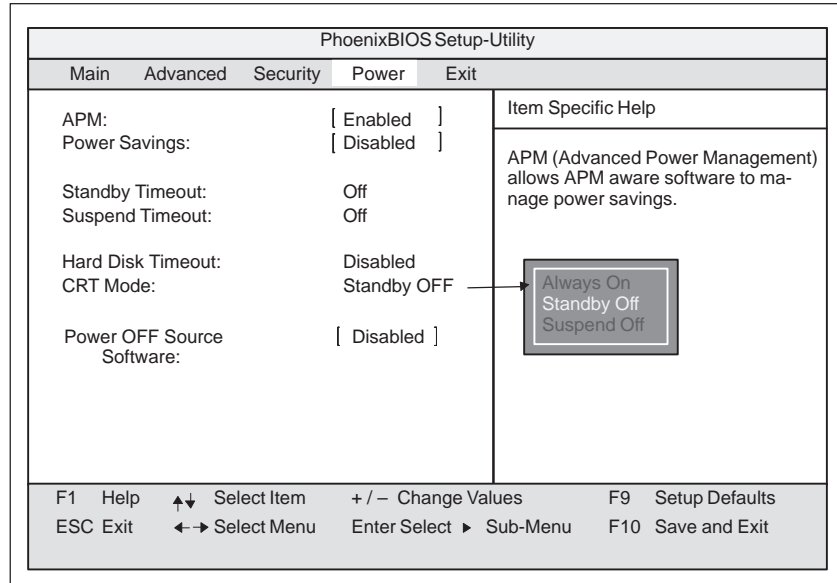 PhoenixBIOS Setup-Utility
Main Advanced Security Power Exit
APM: [ Enabled ]
Power Savings: [ Disabled ]
Standby Timeout: Off
Suspend Timeout: Off
Hard Disk Timeout: Disabled
CRT Mode: Standby OFF
Power OFF Source [ Disabled ]
Software:
Item Specific Help
APM (Advanced Power Management)
allows APM aware software to ma-
nage power savings.
Always On
Standby Off
Suspend Off
F1 Help Select Item + / – Change Values F9 Setup Defaults
ESC Exit Select Menu Enter Select Sub-Menu F10 Save and Exit